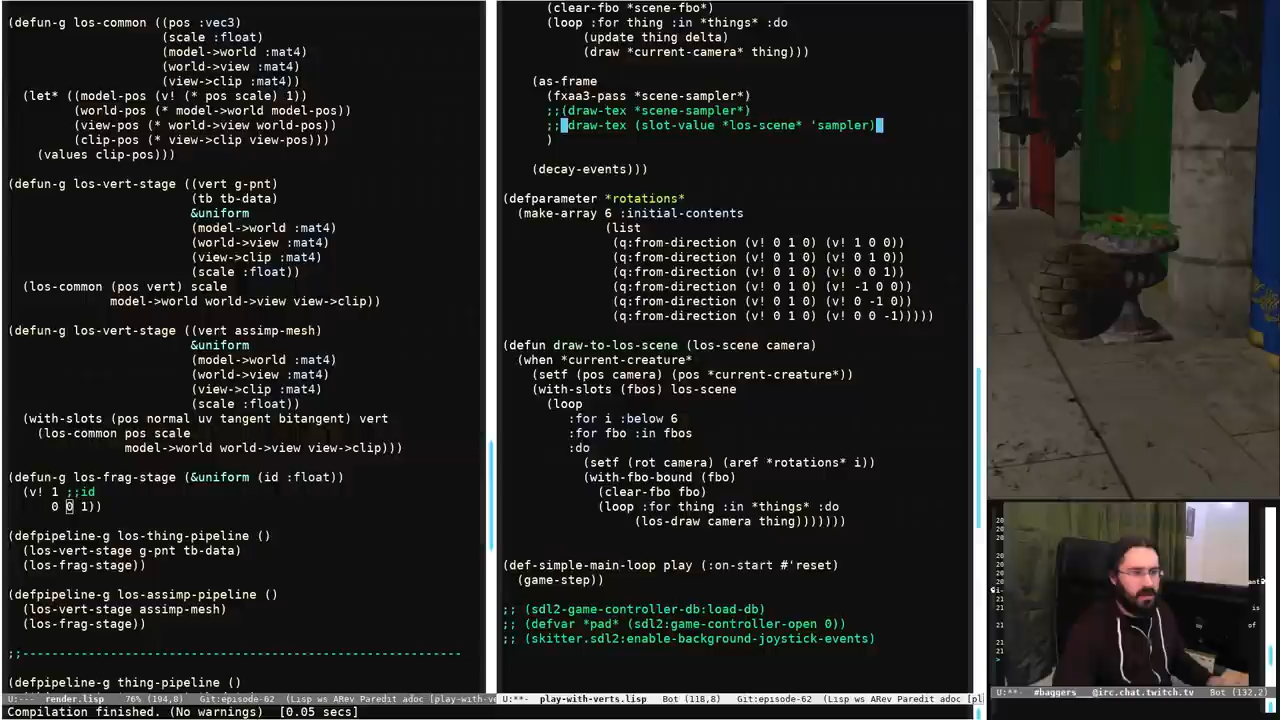 (defun-g los-common ((pos :vec3)
(scale :float)
(model->world :mat4)
(world->view :mat4)
(view->clip :mat4))
(let* ((model-pos (v! (* pos scale) 1))
(world-pos (* model->world model-pos))
(view-pos (* world->view world-pos))
(clip-pos (* view->clip view-pos)))
(values clip-pos)))
(defun-g los-vert-stage ((vert g-pnt)
(tb tb-data)
&uniform
(model->world :mat4)
(world->view :mat4)
(view->clip :mat4)
(scale :float))
(los-common (pos vert) scale
model->world world->view view->clip))
(defun-g los-vert-stage ((vert assimp-mesh)
&uniform
(model->world :mat4)
(world->view :mat4)
(view->clip :mat4)
(scale :float))
(with-slots (pos normal uv tangent bitangent) vert
(los-common pos scale
model->world world->view view->clip)))
(defun-g los-frag-stage (&uniform (id :float))
(v! 1 ;;id
0 0 1))
(defpipeline-g los-thing-pipeline ()
(los-vert-stage g-pnt tb-data)
(los-frag-stage))
(defpipeline-g los-assimp-pipeline ()
(los-vert-stage assimp-mesh)
(los-frag-stage))
;;--------------------------------------------------------------
(defpipeline-g thing-pipeline ()
U:--- render.lisp 76% (194,8) Git:episode-62 (Lisp ws ARev Paredit adoc [play-with-ve
Compilation finished. (No warnings) [0.05 secs]
(clear-fbo *scene-fbo*)
(loop :for thing :in *things* :do
(update thing delta)
(draw *current-camera* thing)))
(as-frame
(fxaa3-pass *scene-sampler*)
;;(draw-tex *scene-sampler*)
;;(draw-tex (slot-value *los-scene* 'sampler)
)
(decay-events)))
(defparameter *rotations*
(make-array 6 :initial-contents
(list
(q:from-direction (v! 0 1 0) (v! 1 0 0))
(q:from-direction (v! 0 1 0) (v! 0 1 0))
(q:from-direction (v! 0 1 0) (v! 0 0 1))
(q:from-direction (v! 0 1 0) (v! -1 0 0))
(q:from-direction (v! 0 1 0) (v! 0 -1 0))
(q:from-direction (v! 0 1 0) (v! 0 0 -1)))))
(defun draw-to-los-scene (los-scene camera)
(when *current-creature*
(setf (pos camera) (pos *current-creature*))
(with-slots (fbos) los-scene
(loop
:for i :below 6
:for fbo :in fbos
:do
(setf (rot camera) (aref *rotations* i))
(with-fbo-bound (fbo)
(clear-fbo fbo)
(loop :for thing :in *things* :do
(los-draw camera thing)))))))
(def-simple-main-loop play (:on-start #'reset)
(game-step))
;; (sdl2-game-controller-db:load-db)
;; (defvar *pad* (sdl2:game-controller-open 0))
;; (skitter.sdl2:enable-background-joystick-events)
U:**- play-with-verts.lisp Bot (118,8) Git:episode-62 (Lisp ws ARev Paredit adoc [pl
U:**- #baggers @irc.chat.twitch.tv Bot (132,2)